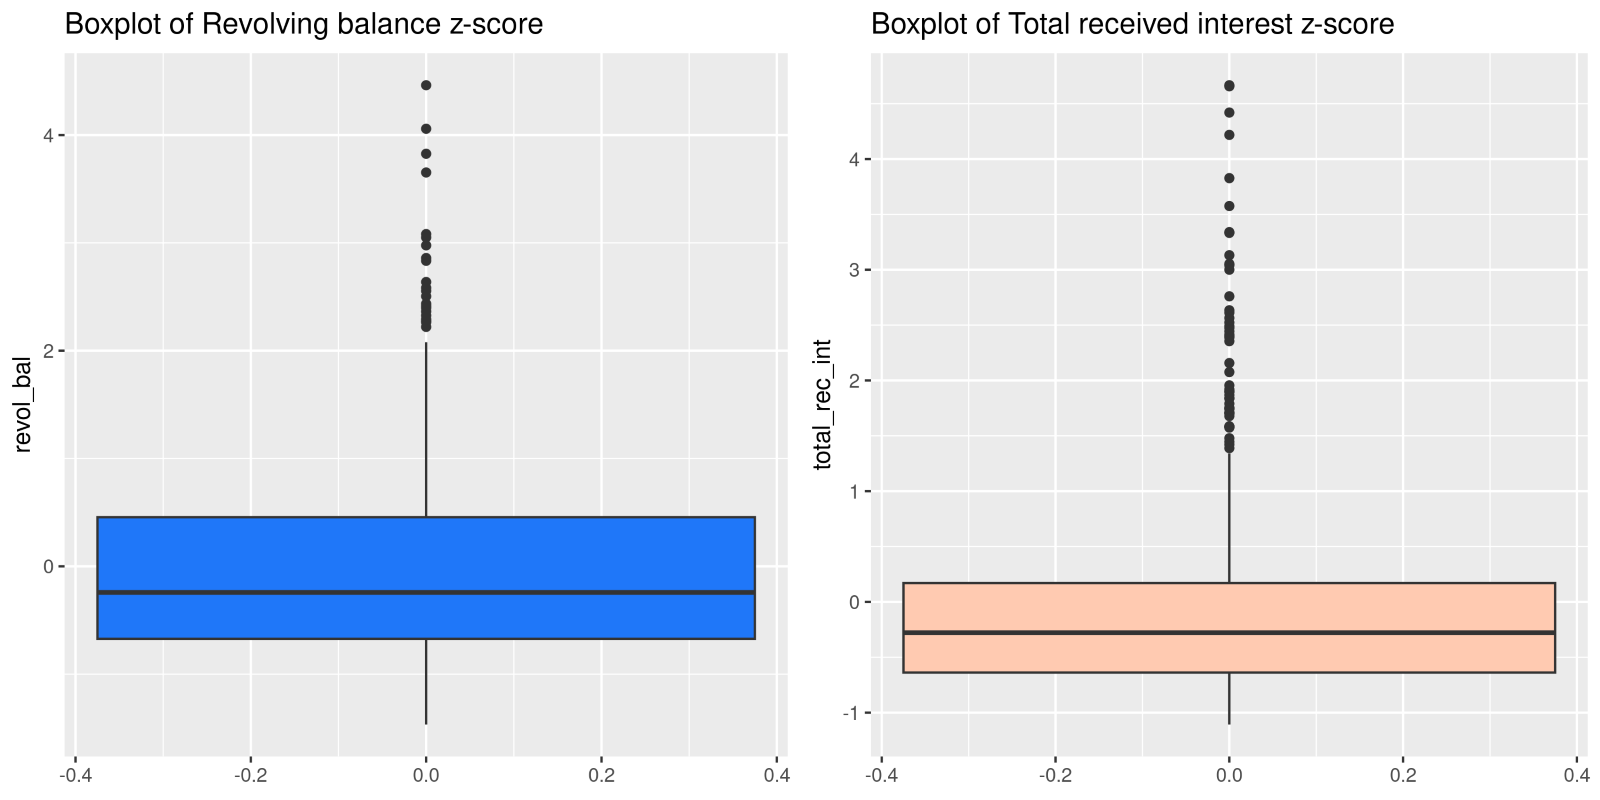 Boxplot of Revolving balance z-score
revol_bal
4
2
0
-0.4 -0.2 0.0 0.2 0.4
Boxplot of Total received interest z-score
total_rec_int
4
3
2
1
0
-1
-0.4 -0.2 0.0 0.2 0.4